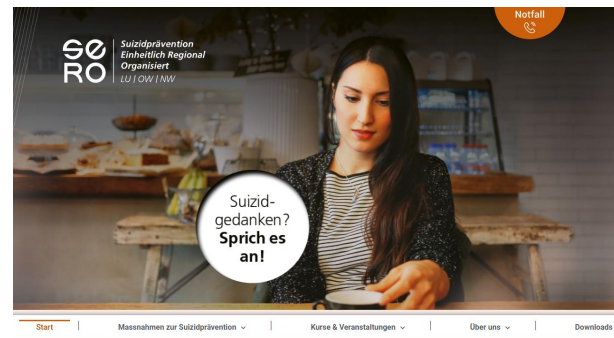 Notfall
SERO
Suizidprävention
Einheitlich Regional
Organisiert
LU I OW I NW
Suizid-
gedanken?
Sprich es
an!
Start
Massnahmen zur Suizidprävention
Kurse & Veranstaltungen
Über uns
Downloads